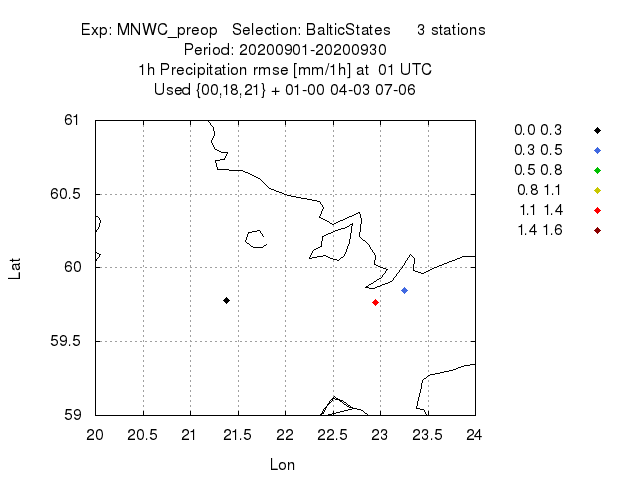 Exp: MNWC_preop Selection: BalticStates 3 stations
Period: 20200901-20200930
1h Precipitation rmse [mm/1h] at 01 UTC
Used {00,18,21} + 01-00 04-03 07-06
61
60.5
60
59.5
59
Lat
20 20.5 21 21.5 22 22.5 23 23.5 24
Lon
0.0 0.3
0.3 0.5
0.5 0.8
0.8 1.1
1.1 1.4
1.4 1.6